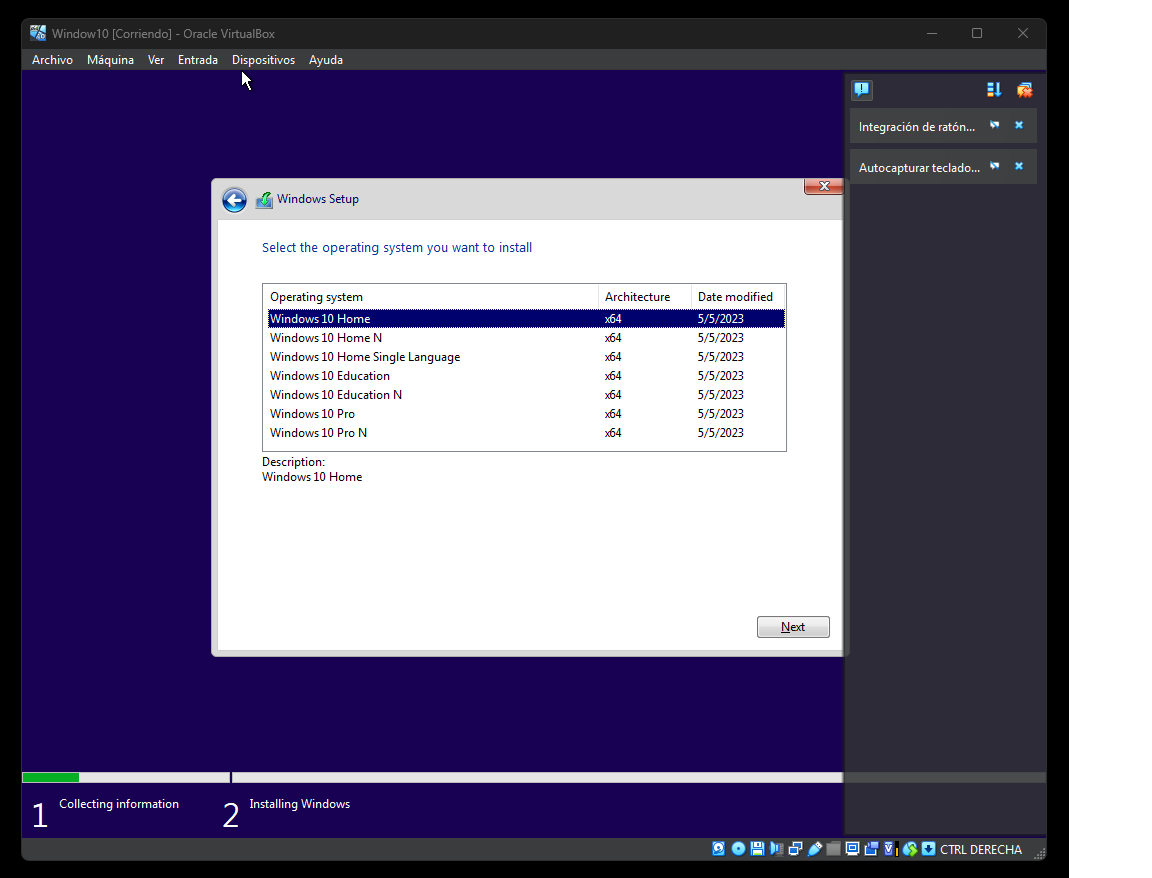 Window10 [Corriendo] - Oracle VirtualBox
Archivo Máquina Ver Entrada Dispositivos Ayuda
Integración de ratón...
Autocapturar teclado...
Windows Setup
Select the operating system you want to install
Operating system Architecture Date modified
Windows 10 Home x64 5/5/2023
Windows 10 Home N x64 5/5/2023
Windows 10 Home Single Language x64 5/5/2023
Windows 10 Education x64 5/5/2023
Windows 10 Education N x64 5/5/2023
Windows 10 Pro x64 5/5/2023
Windows 10 Pro N x64 5/5/2023
Description:
Windows 10 Home
Next
1 Collecting information 2 Installing Windows
CTRL DERECHA